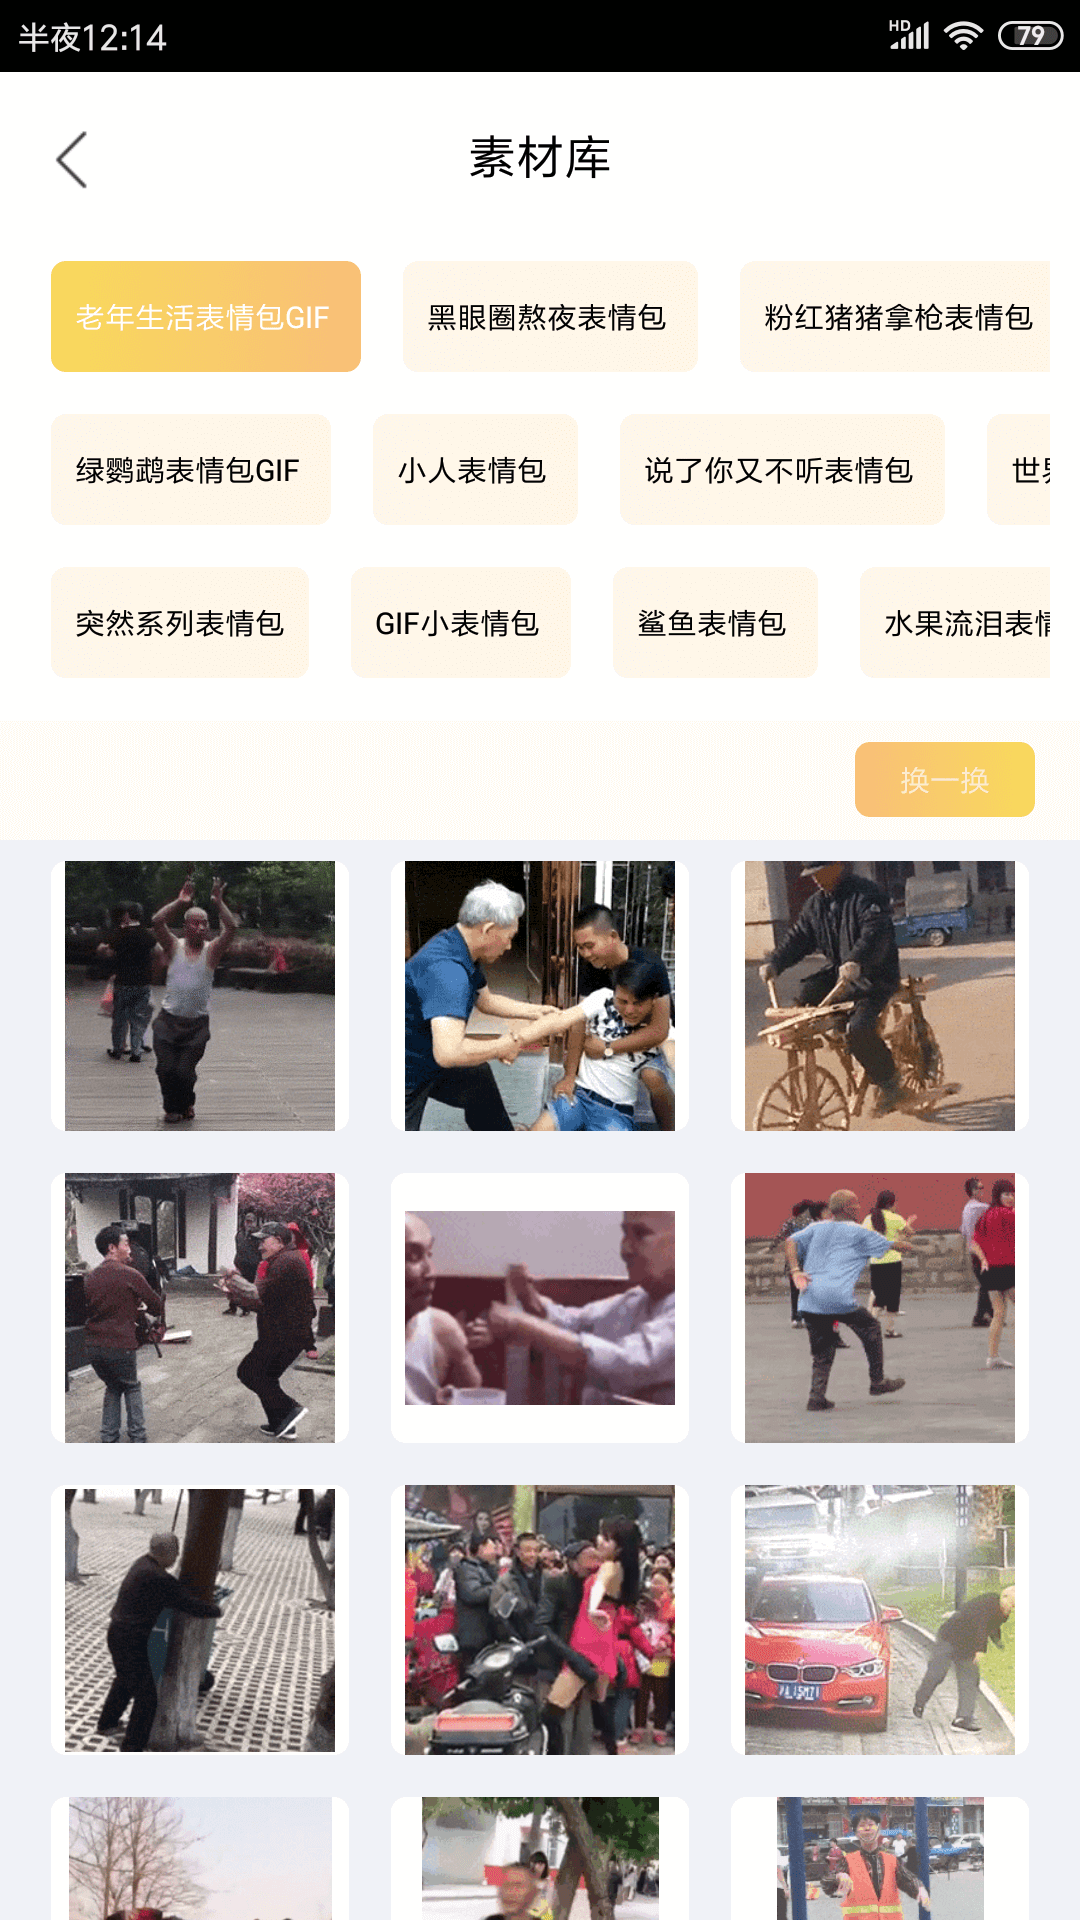 半夜12:14
HD
79
素材库
老年生活表情包GIF
黑眼圈熬夜表情包
粉红猪猪拿枪表情包
绿鹦鹉表情包GIF
小人表情包
说了你又不听表情包
世界
突然系列表情包
GIF小表情包
鲨鱼表情包
水果流泪表情
换一换